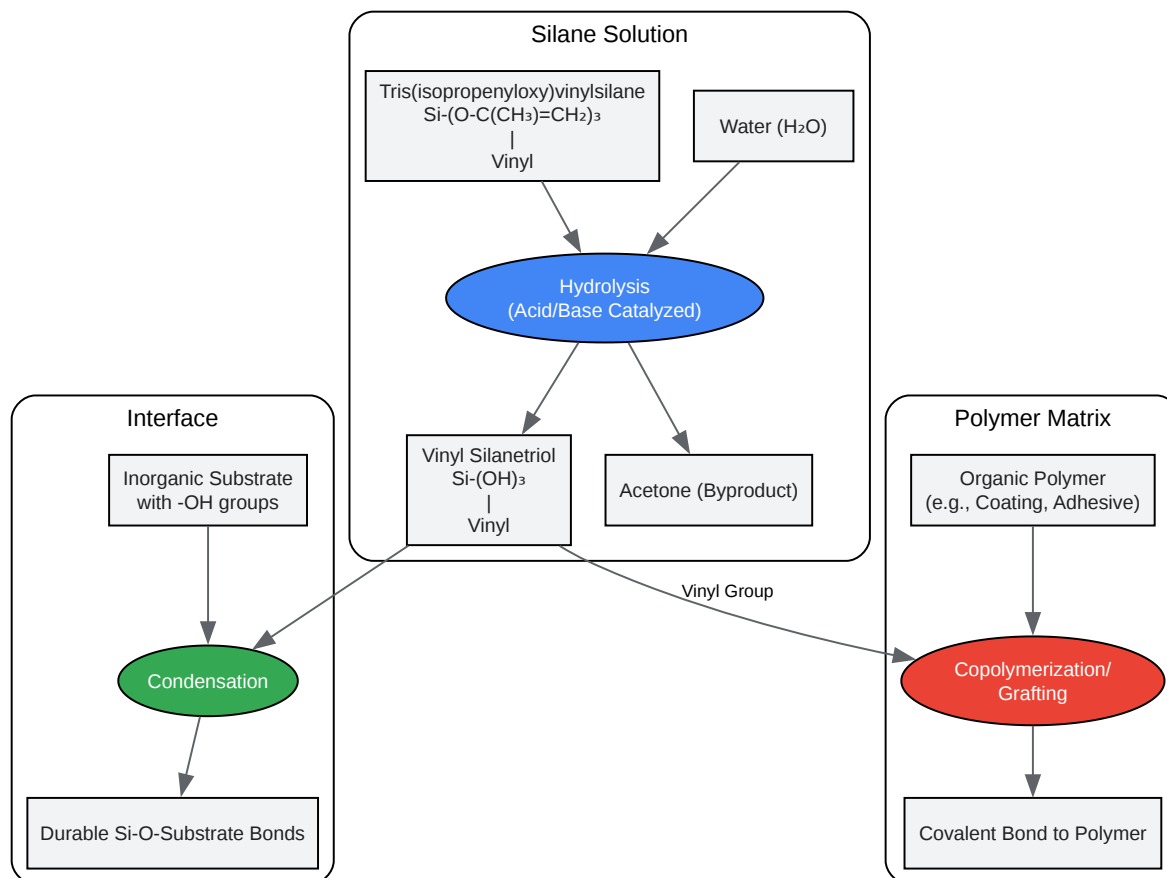 Silane Solution
Tris(isopropenyloxy)vinylsilane
Si-(O-C(CH₃)=CH₂)₃
|
Vinyl
Water (H₂O)
Hydrolysis
(Acid/Base Catalyzed)
Vinyl Silanetriol
Si-(OH)₃
|
Vinyl
Acetone (Byproduct)
Interface
Inorganic Substrate
with -OH groups
Condensation
Durable Si-O-Substrate Bonds
Vinyl Group
Polymer Matrix
Organic Polymer
(e.g., Coating, Adhesive)
Copolymerization/
Grafting
Covalent Bond to Polymer